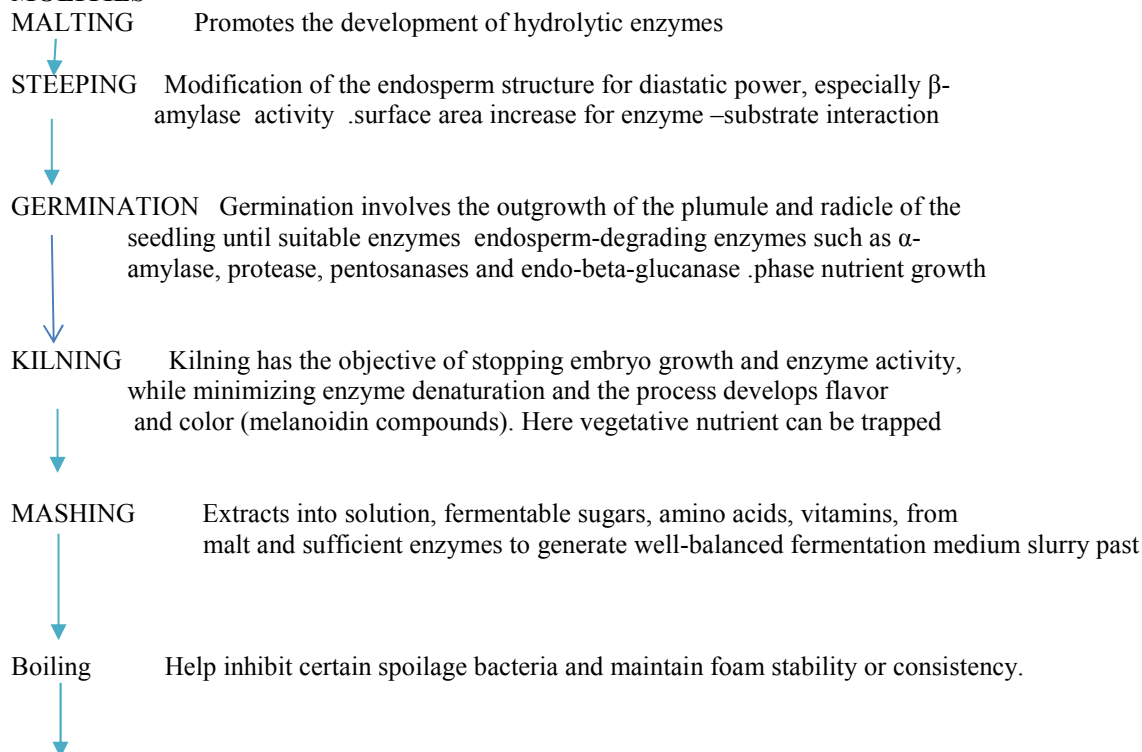 MALTING Promotes the development of hydrolytic enzymes
STEEPING Modification of the endosperm structure for diastatic power, especially β-
amylase activity .surface area increase for enzyme –substrate interaction
GERMINATION Germination involves the outgrowth of the plumule and radicle of the
seedling until suitable enzymes endosperm-degrading enzymes such as α-
amylase, protease, pentosanases and endo-beta-glucanase .phase nutrient growth
KILNING Kilning has the objective of stopping embryo growth and enzyme activity,
while minimizing enzyme denaturation and the process develops flavor
and color (melanoidin compounds). Here vegetative nutrient can be trapped
MASHING Extracts into solution, fermentable sugars, amino acids, vitamins, from
malt and sufficient enzymes to generate well-balanced fermentation medium slurry past
Boiling Help inhibit certain spoilage bacteria and maintain foam stability or consistency.